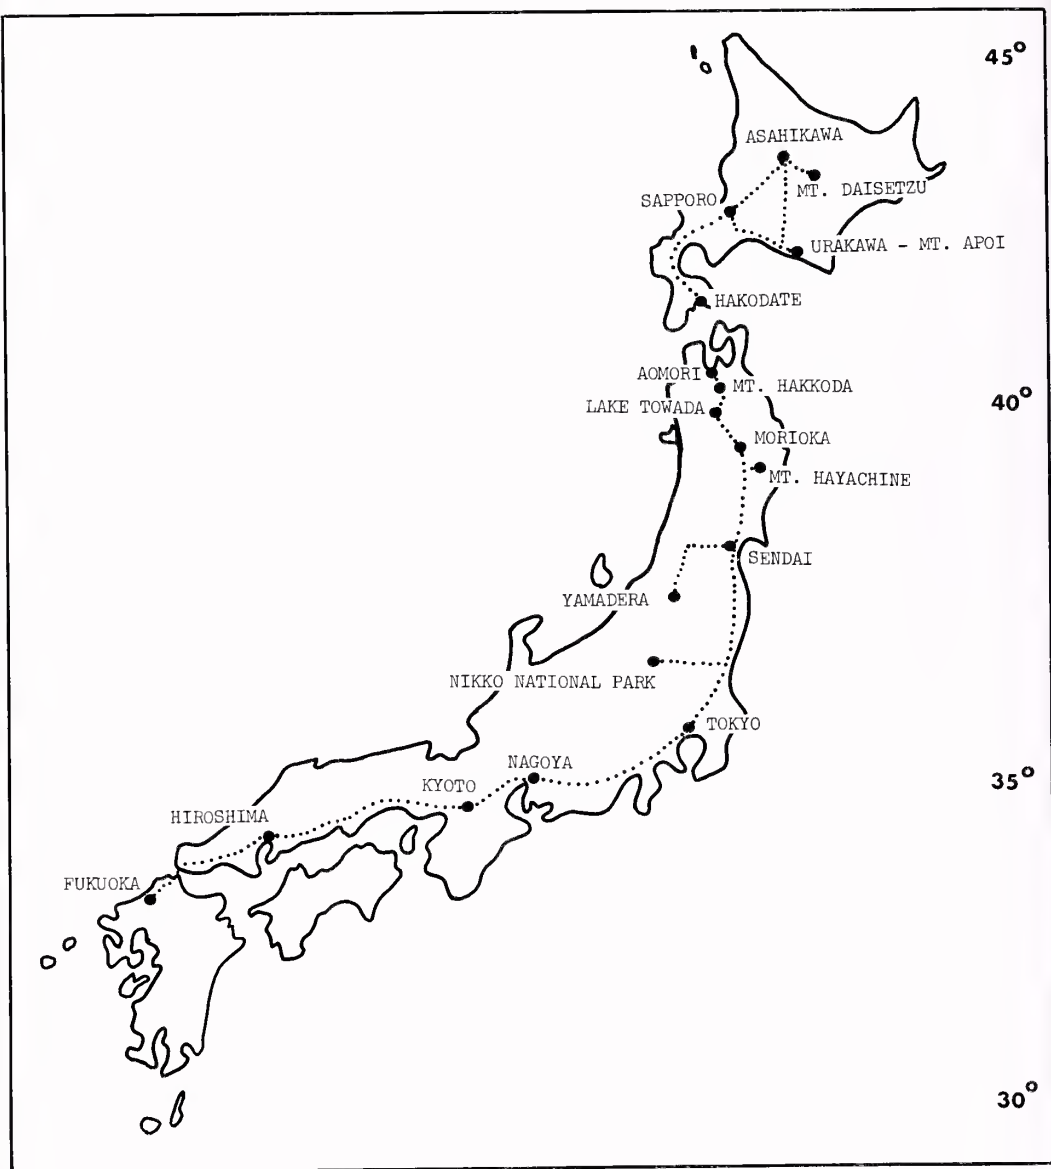 45°
ASAHIKAWA
MT. DAISETZU
SAPPORO
URAKAWA - MT. APOI
HAKODATE
AOMORI
MT. HAKKODA
40°
LAKE TOWADA
MORIOKA
MT. HAYACHINE
SENDAI
YAMADERA
NIKKO NATIONAL PARK
TOKYO
NAGOYA
35°
KYOTO
HIROSHIMA
FUKUOKA
30°